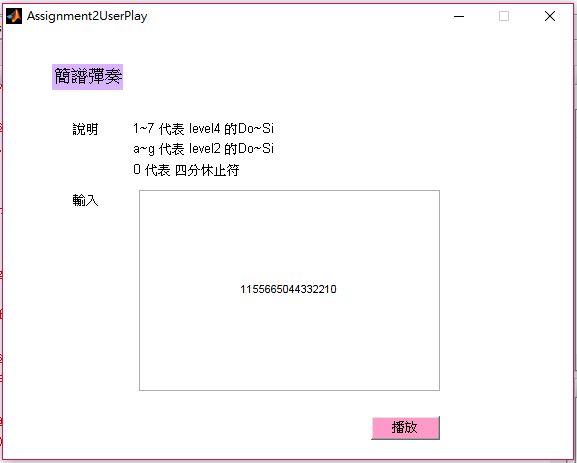 Assignment2UserPlay
簡譜彈奏
說明 1~7 代表 level4 的Do~Si
a~g 代表 level2 的Do~Si
0 代表 四分休止符
輸入
1155665044332210
播放